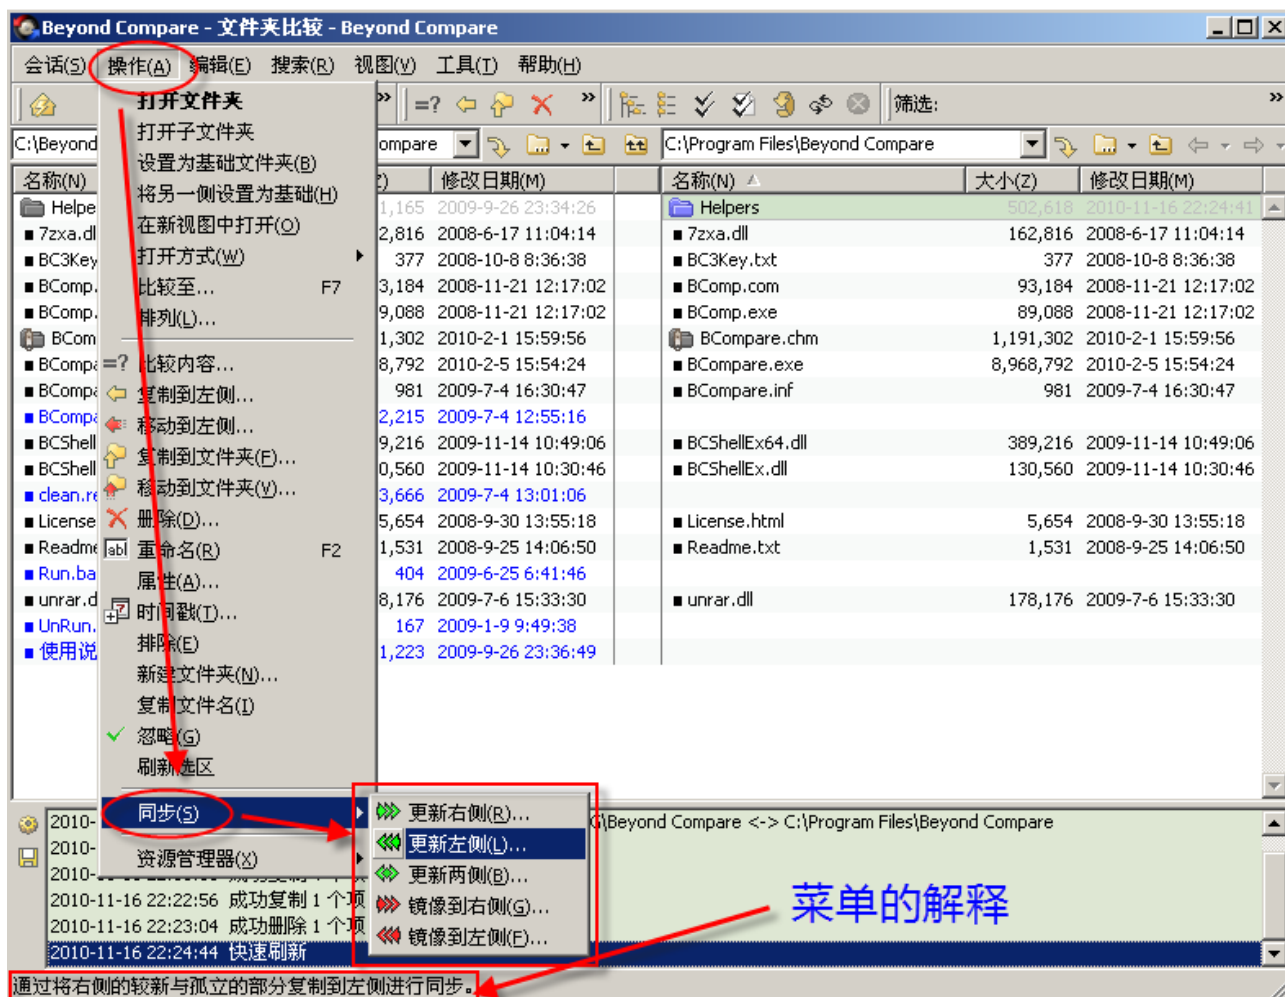 Beyond Compare - 文件夹比较 - Beyond Compare
会话(S) 操作(A) 编辑(E) 搜索(R) 视图(V) 工具(T) 帮助(H)
筛选:
C:\Beyond ompare C:\Program Files\Beyond Compare
名称(N) 修改日期(M) 名称(N) 大小(Z) 修改日期(M)
Helpe 1,165 2009-9-26 23:34:26 Helpers 502,618 2010-11-16 22:24:41
7zxa.dl 2,816 2008-6-17 11:04:14 7zxa.dll 162,816 2008-6-17 11:04:14
BC3Key 377 2008-10-8 8:36:38 BC3Key.txt 377 2008-10-8 8:36:38
BComp. 3,184 2008-11-21 12:17:02 BComp.com 93,184 2008-11-21 12:17:02
BComp. 9,088 2008-11-21 12:17:02 BComp.exe 89,088 2008-11-21 12:17:02
BCom 1,302 2010-2-1 15:59:56 BCompare.chm 1,191,302 2010-2-1 15:59:56
BCompa 8,792 2010-2-5 15:54:24 BCompare.exe 8,968,792 2010-2-5 15:54:24
BCompa 981 2009-7-4 16:30:47 BCompare.inf 981 2009-7-4 16:30:47
BCompa 2,215 2009-7-4 12:55:16
BCShell 9,216 2009-11-14 10:49:06 BCShellEx64.dll 389,216 2009-11-14 10:49:06
BCShell 0,560 2009-11-14 10:30:46 BCShellEx.dll 130,560 2009-11-14 10:30:46
clean.re 3,666 2009-7-4 13:01:06
License 5,654 2008-9-30 13:55:18 License.html 5,654 2008-9-30 13:55:18
Readme 1,531 2008-9-25 14:06:50 Readme.txt 1,531 2008-9-25 14:06:50
Run.ba 404 2009-6-25 6:41:46
unrar.d 8,176 2009-7-6 15:33:30 unrar.dll 178,176 2009-7-6 15:33:30
UnRun. 167 2009-1-9 9:49:38
使用说 1,223 2009-9-26 23:36:49
打开文件夹
打开子文件夹
设置为基础文件夹(B)
将另一侧设置为基础(H)
在新视图中打开(O)
打开方式(W)
比较至... F7
排列(L)...
=? 比较内容...
复制到左侧...
移动到左侧...
复制到文件夹(F)...
移动到文件夹(V)...
删除(D)...
abl 重命名(R) F2
属性(A)...
时间戳(T)...
排除(E)
新建文件夹(N)...
复制文件名(I)
忽略(G)
刷新选区
同步(S)
资源管理器(X)
更新右侧(R)...
更新左侧(L)...
更新两侧(B)...
镜像到右侧(G)...
镜像到左侧(F)...
2010- \Beyond Compare <-> C:\Program Files\Beyond Compare
2010-
2010-
2010-11-16 22:22:56 成功复制 1 个项
2010-11-16 22:23:04 成功删除 1 个项
2010-11-16 22:24:44 快速刷新
菜单的解释
通过将右侧的较新与孤立的部分复制到左侧进行同步。